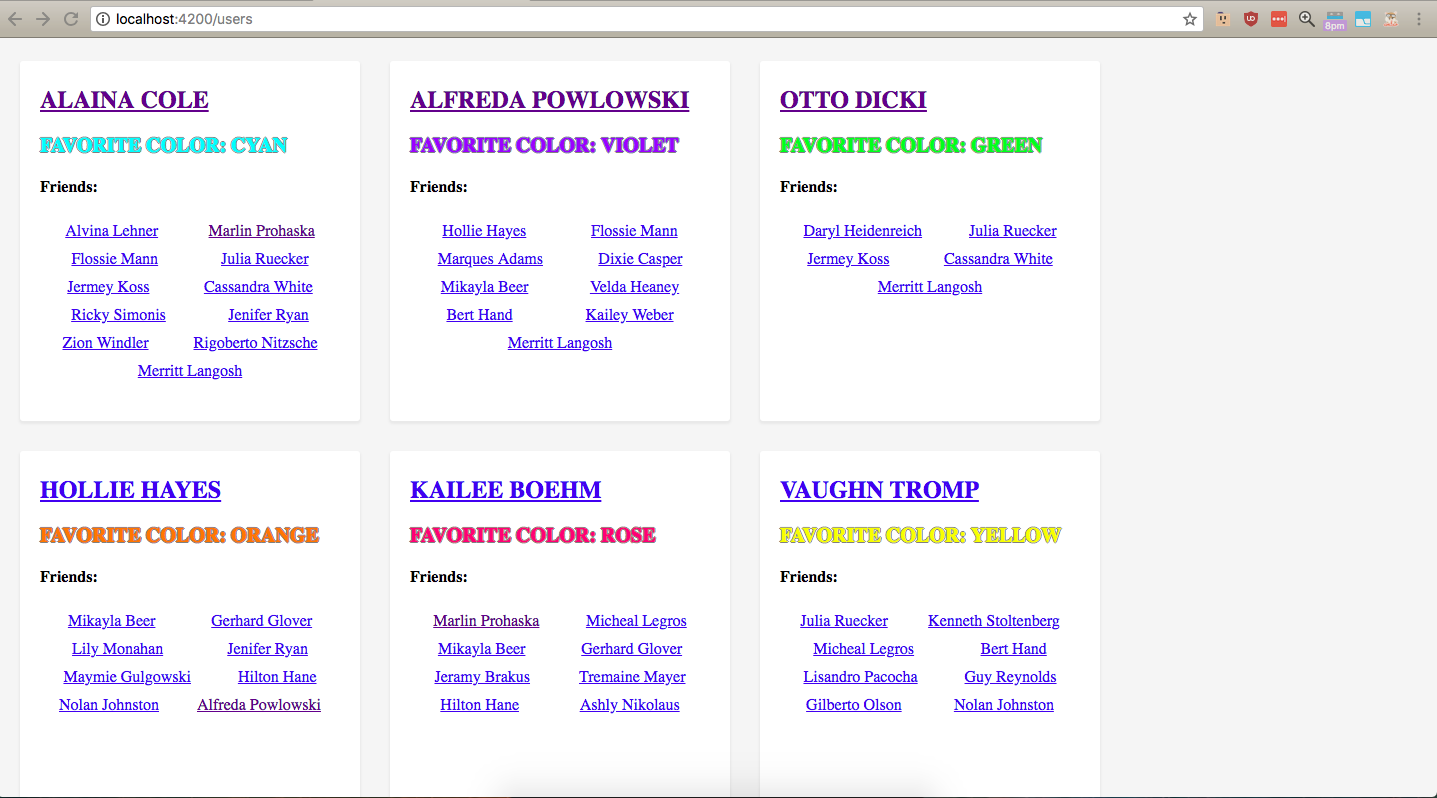 localhost:4200/users
8pm
ALAINA COLE
FAVORITE COLOR: CYAN
Friends:
Alvina Lehner Marlin Prohaska
Flossie Mann Julia Ruecker
Jermey Koss Cassandra White
Ricky Simonis Jenifer Ryan
Zion Windler Rigoberto Nitzsche
Merritt Langosh
ALFREDA POWLOWSKI
FAVORITE COLOR: VIOLET
Friends:
Hollie Hayes Flossie Mann
Marques Adams Dixie Casper
Mikayla Beer Velda Heaney
Bert Hand Kailey Weber
Merritt Langosh
OTTO DICKI
FAVORITE COLOR: GREEN
Friends:
Daryl Heidenreich Julia Ruecker
Jermey Koss Cassandra White
Merritt Langosh
HOLLIE HAYES
FAVORITE COLOR: ORANGE
Friends:
Mikayla Beer Gerhard Glover
Lily Monahan Jenifer Ryan
Maymie Gulgowski Hilton Hane
Nolan Johnston Alfreda Powlowski
KAILEE BOEHM
FAVORITE COLOR: ROSE
Friends:
Marlin Prohaska Micheal Legros
Mikayla Beer Gerhard Glover
Jeramy Brakus Tremaine Mayer
Hilton Hane Ashly Nikolaus
VAUGHN TROMP
FAVORITE COLOR: YELLOW
Friends:
Julia Ruecker Kenneth Stoltenberg
Micheal Legros Bert Hand
Lisandro Pacocha Guy Reynolds
Gilberto Olson Nolan Johnston